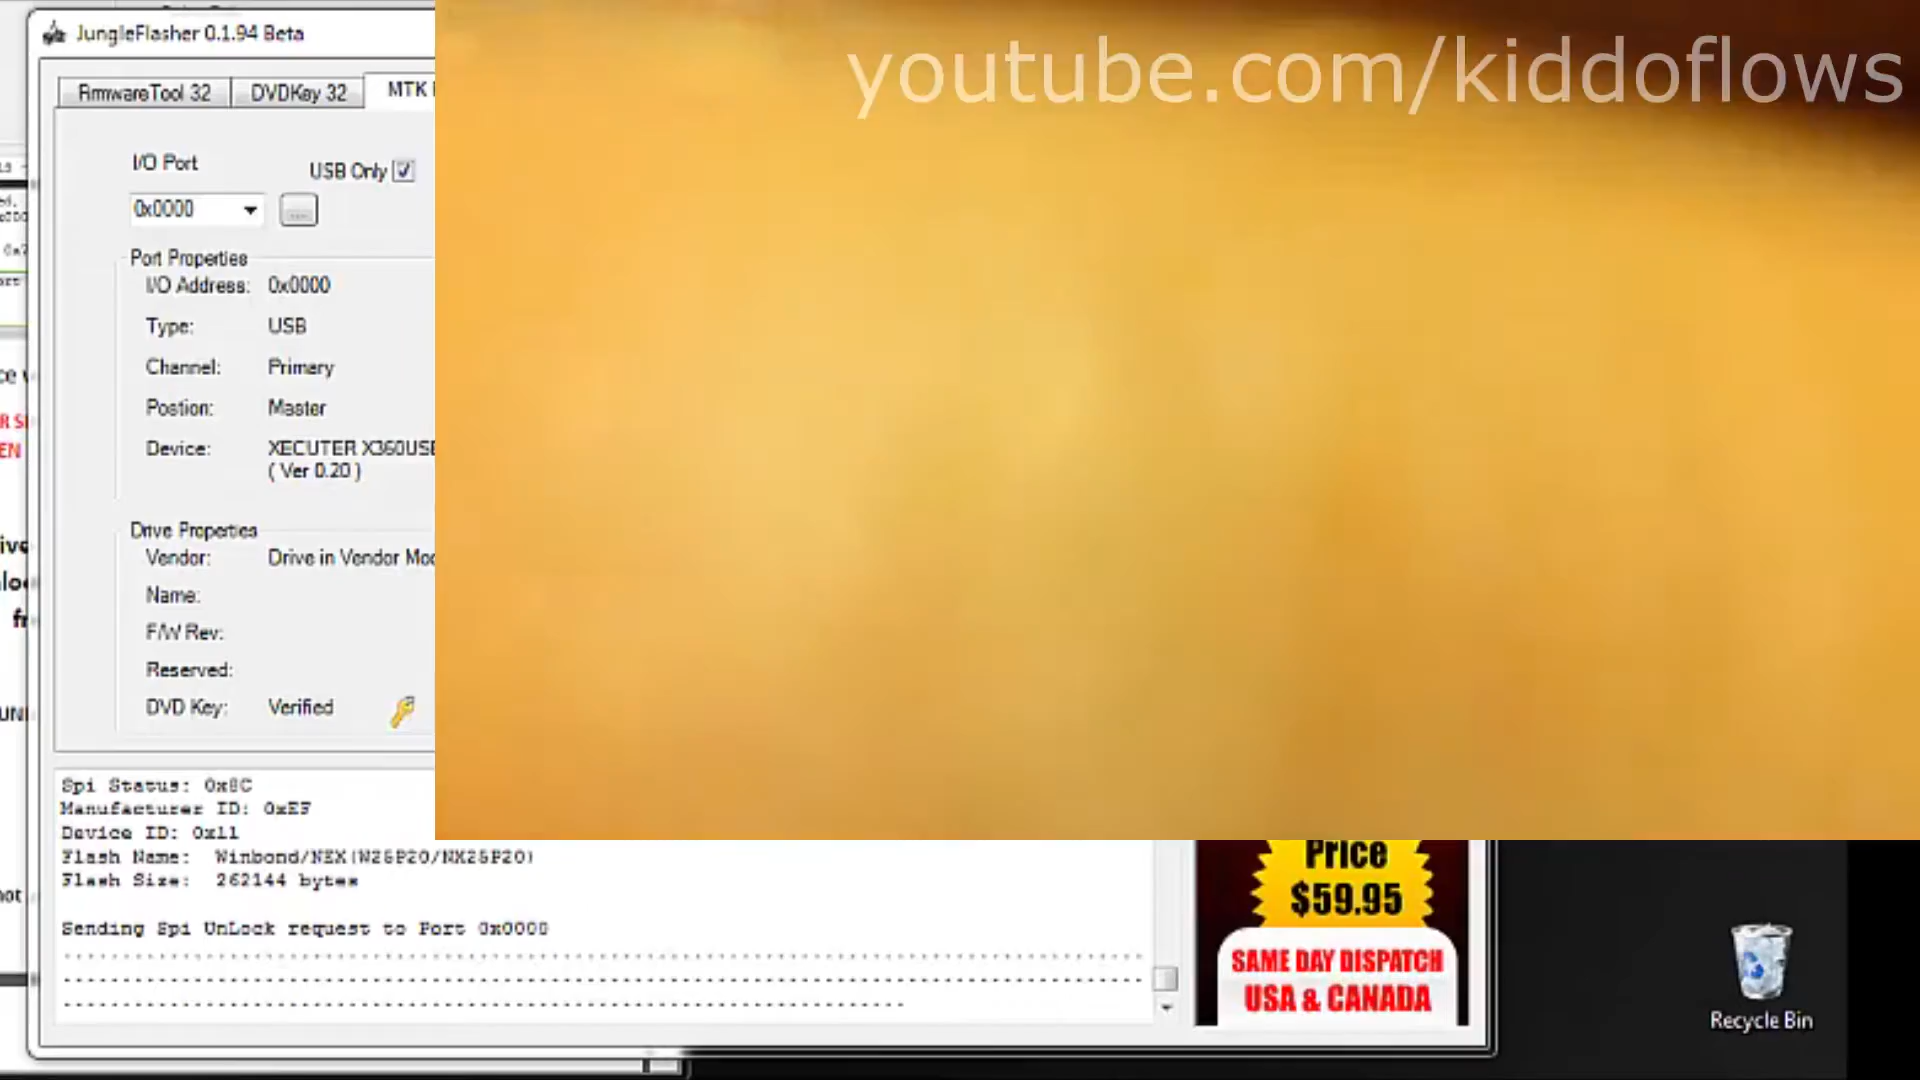 JungleFlasher 0.1.94 Beta
youtube.com/kiddoflows
FirmwareTool 32
DVDKey 32
MTK
I/O Port
USB Only
0x0000
...
Port Properties
I/O Address: 0x0000
Type: USB
Channel: Primary
Postion: Master
Device: XECUTER X360USB
( Ver 0.20 )
Drive Properties
Vendor: Drive in Vendor Mod
Name:
F/W Rev:
Reserved:
DVD Key: Verified
Spi Status: 0x8C
Manufacturer ID: 0xEF
Device ID: 0x11
Flash Name: Winbond/NEX(W25P20/NX25P20)
Flash Size: 262144 bytes
Sending Spi UnLock request to Port 0x0000
Price
$59.95
SAME DAY DISPATCH
USA & CANADA
Recycle Bin